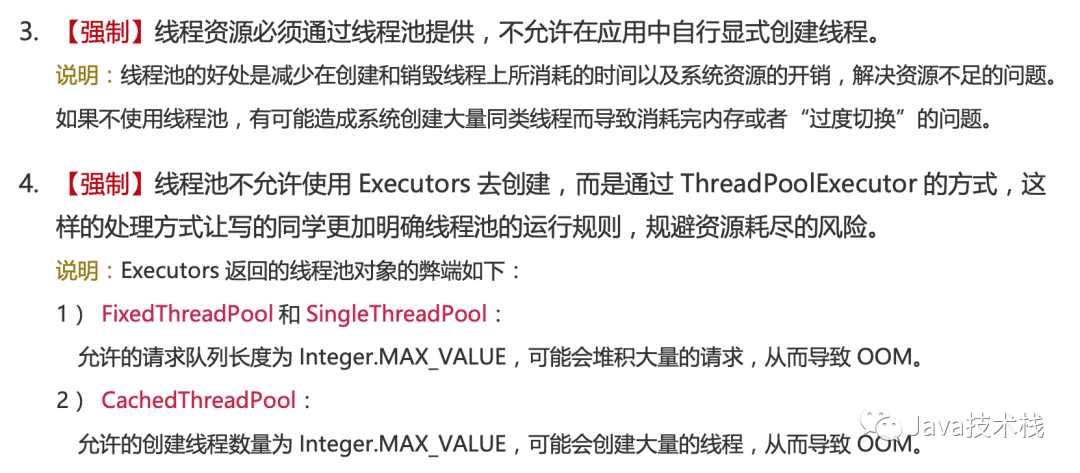 3. 【强制】线程资源必须通过线程池提供，不允许在应用中自行显式创建线程。
说明：线程池的好处是减少在创建和销毁线程上所消耗的时间以及系统资源的开销，解决资源不足的问题。
如果不使用线程池，有可能造成系统创建大量同类线程而导致消耗完内存或者“过度切换”的问题。
4. 【强制】线程池不允许使用 Executors 去创建，而是通过 ThreadPoolExecutor 的方式，这
样的处理方式让写的同学更加明确线程池的运行规则，规避资源耗尽的风险。
说明：Executors 返回的线程池对象的弊端如下：
1） FixedThreadPool 和 SingleThreadPool：
允许的请求队列长度为 Integer.MAX_VALUE，可能会堆积大量的请求，从而导致 OOM。
2） CachedThreadPool：
允许的创建线程数量为 Integer.MAX_VALUE，可能会创建大量的线程，从而导致 OOM。
Java技术栈